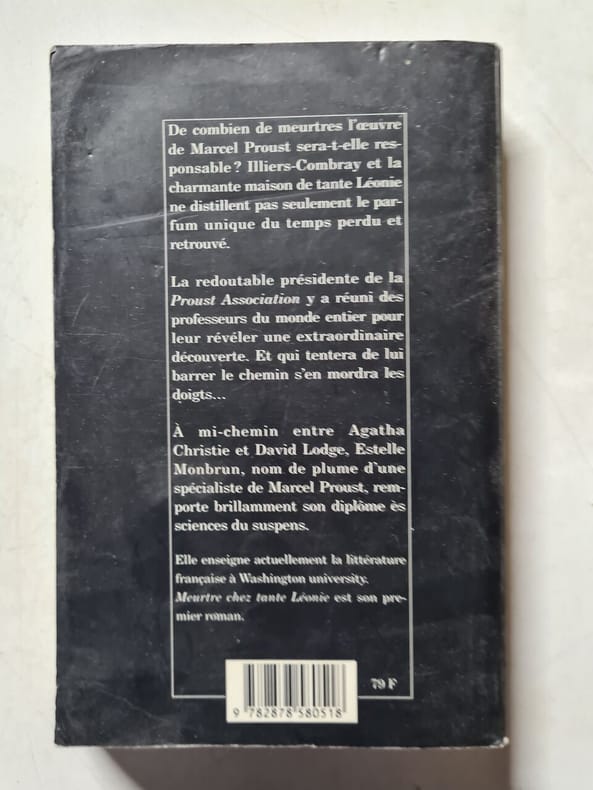 De combien de meurtres l'œuvre
de Marcel Proust sera-t-elle res-
ponsable ? Illiers-Combray et la
charmante maison de tante Léonie
ne distillent pas seulement le par-
fum unique du temps perdu et
retrouvé.
La redoutable présidente de la
Proust Association y a réuni des
professeurs du monde entier pour
leur révéler une extraordinaire
découverte. Et qui tentera de lui
barrer le chemin s'en mordra les
doigts...
À mi-chemin entre Agatha
Christie et David Lodge, Estelle
Monbrun, nom de plume d'une
spécialiste de Marcel Proust, rem-
porte brillamment son diplôme ès
sciences du suspens.
Elle enseigne actuellement la littérature
française à Washington university.
Meurtre chez tante Léonie est son pre-
mier roman.
79 F
9 782878 580518